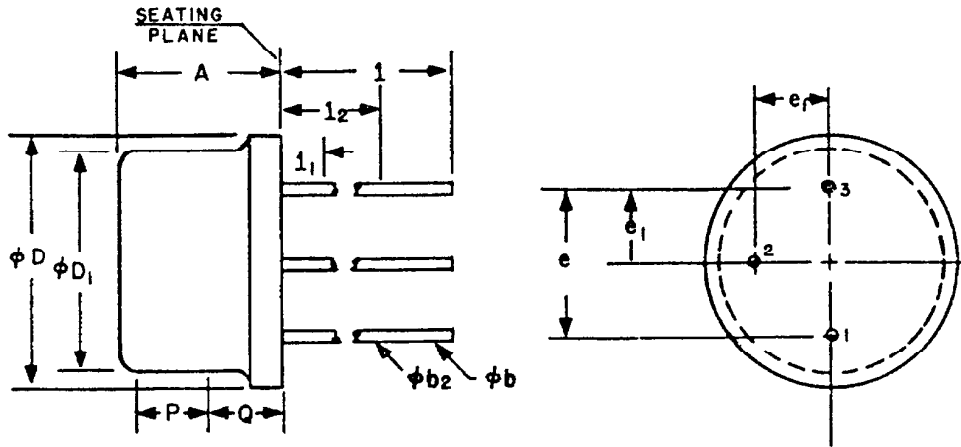 SEATING
PLANE
A
1
1₂
1₁
ϕD
ϕD₁
P
Q
ϕb₂
ϕb
e₁
3
e
e₁
2
1